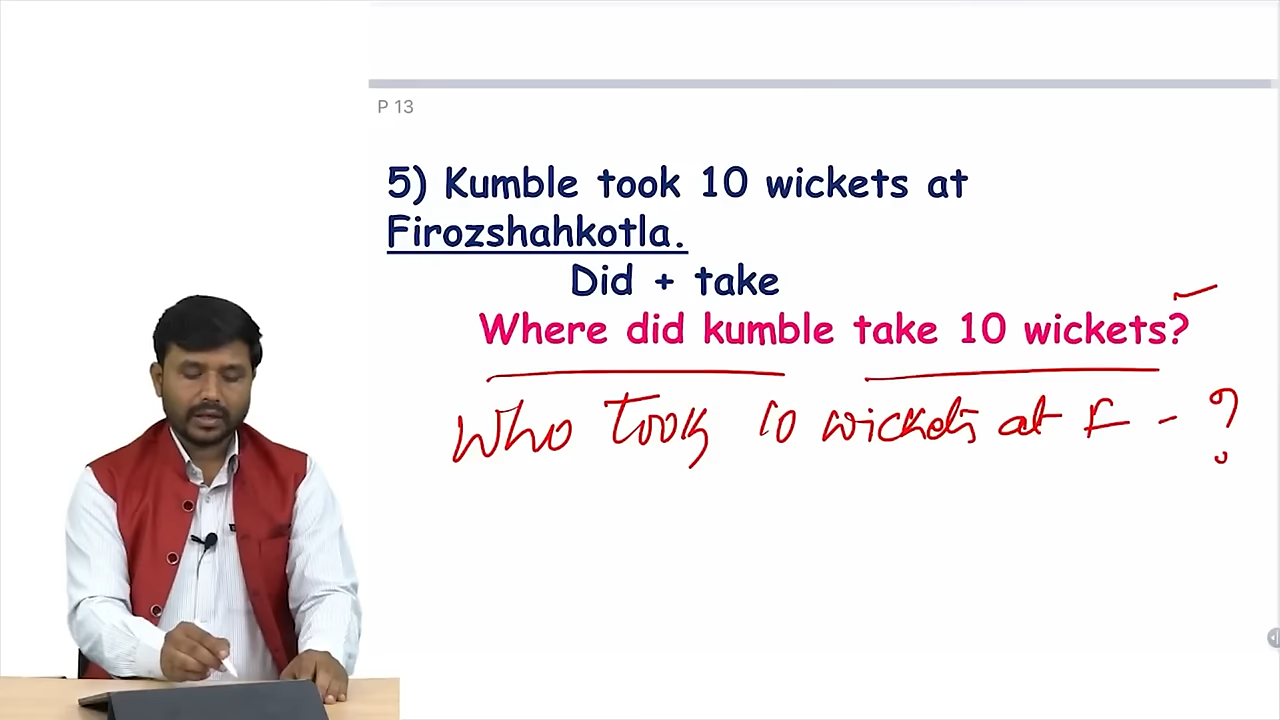 P 13
5) Kumble took 10 wickets at
Firozshahkotla.
Did + take
Where did kumble take 10 wickets?
Who took 10 wickets at F - ?